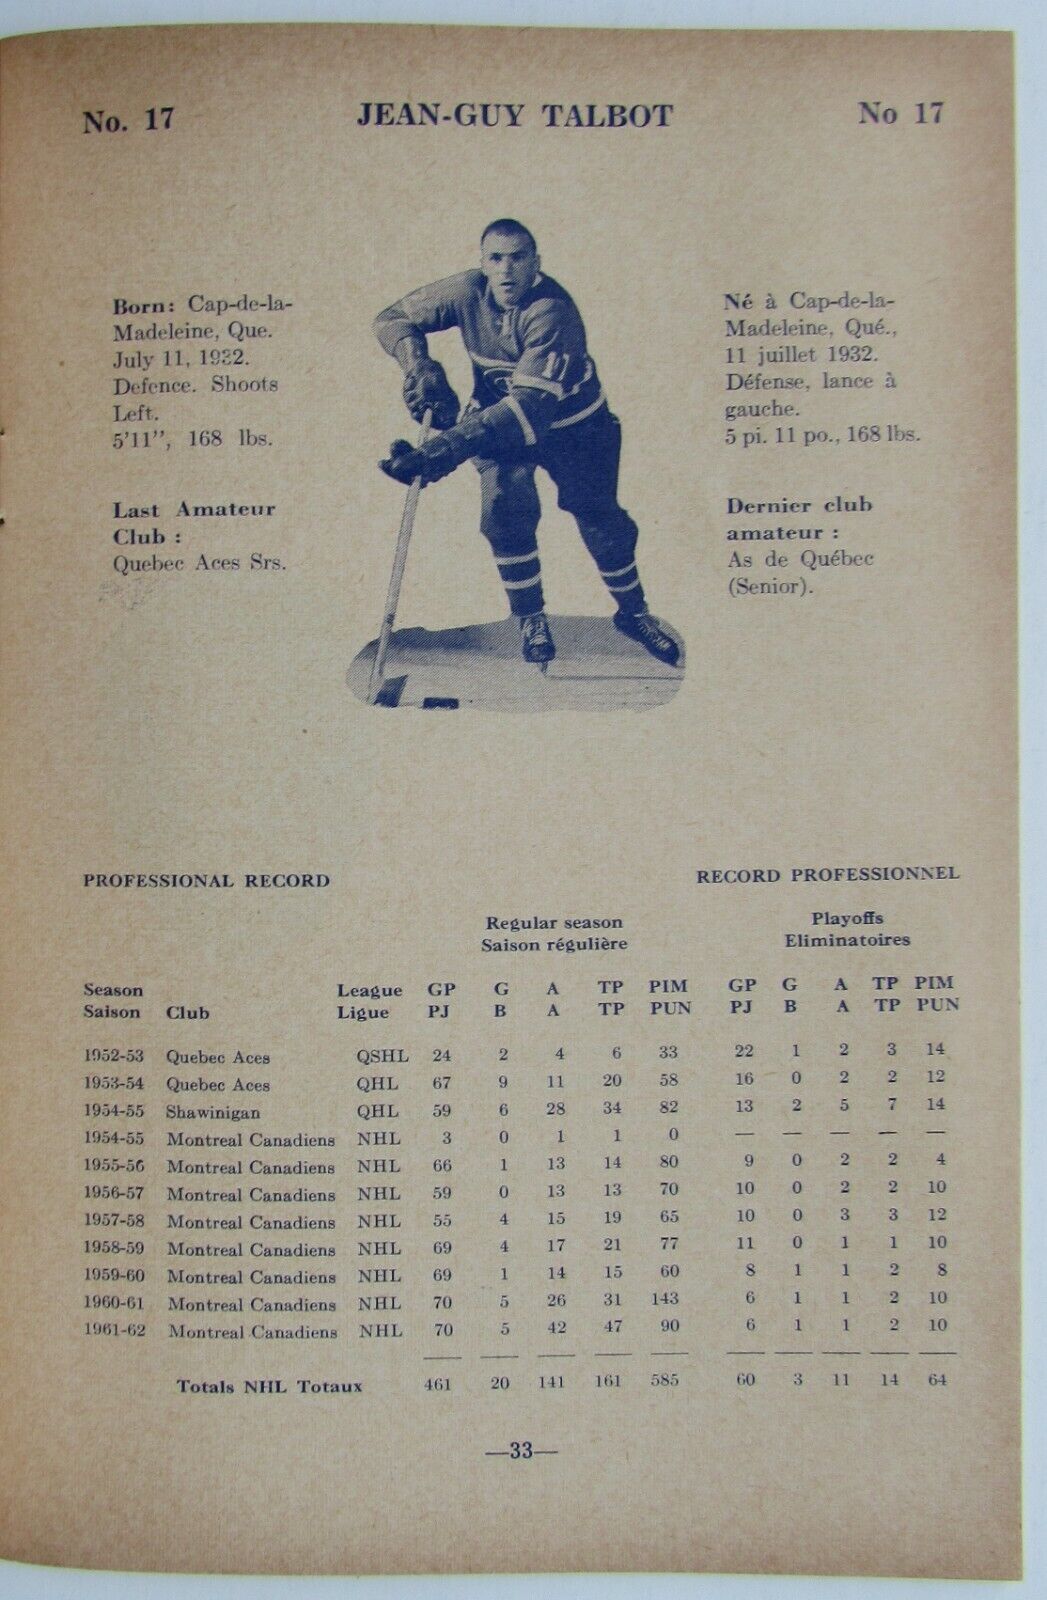 No. 17 JEAN-GUY TALBOT No 17
Born: Cap-de-la-
Madeleine, Que.
July 11, 1932.
Defence. Shoots
Left.
5'11", 168 lbs.
Last Amateur
Club :
Quebec Aces Srs.
Né à Cap-de-la-
Madeleine, Qué.,
11 juillet 1932.
Défense, lance à
gauche.
5 pi. 11 po., 168 lbs.
Dernier club
amateur :
As de Québec
(Senior).
PROFESSIONAL RECORD RECORD PROFESSIONNEL
Regular season Playoffs
Saison régulière Eliminatoires
Season League GP G A TP PIM GP G A TP PIM
Saison Club Ligue PJ B A TP PUN PJ B A TP PUN
1952-53 Quebec Aces QSHL 24 2 4 6 33 22 1 2 3 14
1953-54 Quebec Aces QHL 67 9 11 20 58 16 0 2 2 12
1954-55 Shawinigan QHL 59 6 28 34 82 13 2 5 7 14
1954-55 Montreal Canadiens NHL 3 0 1 1 0 — — — — —
1955-56 Montreal Canadiens NHL 66 1 13 14 80 9 0 2 2 4
1956-57 Montreal Canadiens NHL 59 0 13 13 70 10 0 2 2 10
1957-58 Montreal Canadiens NHL 55 4 15 19 65 10 0 3 3 12
1958-59 Montreal Canadiens NHL 69 4 17 21 77 11 0 1 1 10
1959-60 Montreal Canadiens NHL 69 1 14 15 60 8 1 1 2 8
1960-61 Montreal Canadiens NHL 70 5 26 31 143 6 1 1 2 10
1961-62 Montreal Canadiens NHL 70 5 42 47 90 6 1 1 2 10
Totals NHL Totaux 461 20 141 161 585 60 3 11 14 64
—33—